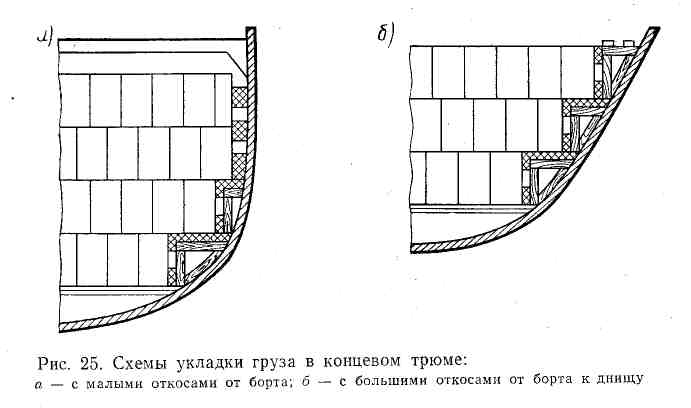 а)
б)
Рис. 25. Схемы укладки груза в концевом трюме:
а — с малыми откосами от борта; б — с большими откосами от борта к днищу